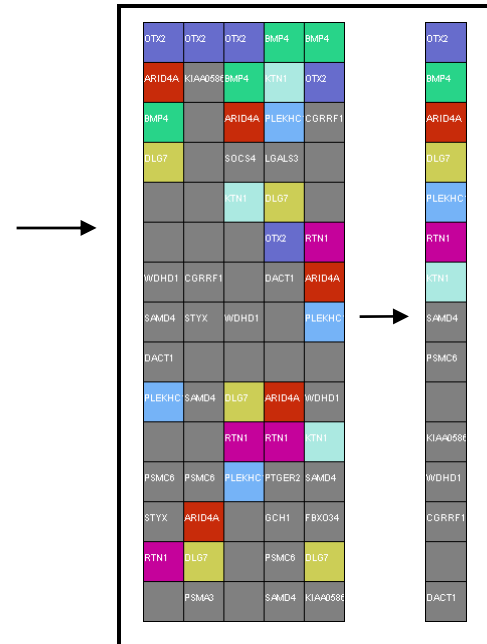 OTX2 OTX2 OTX2 BMP4 BMP4 OTX2
ARID4A KIAA0586 BMP4 KTN1 OTX2 BMP4
BMP4 ARID4A PLEKHC CGRRF1 ARID4A
DLG7 SOCS4 LGALS3 DLG7
KTN1 DLG7 PLEKHC
OTX2 RTN1 RTN1
WDHD1 CGRRF1 DACT1 ARID4A KTN1
SAMD4 STYX WDHD1 PLEKHC SAMD4
DACT1 PSMC6
PLEKHC SAMD4 DLG7 ARID4A WDHD1
RTN1 RTN1 KTN1 KIAA0586
PSMC6 PSMC6 PLEKHC PTGER2 SAMD4 WDHD1
STYX ARID4A GCH1 FBXO34 CGRRF1
RTN1 DLG7 PSMC6 DLG7
PSMA3 SAMD4 KIAA0586 DACT1